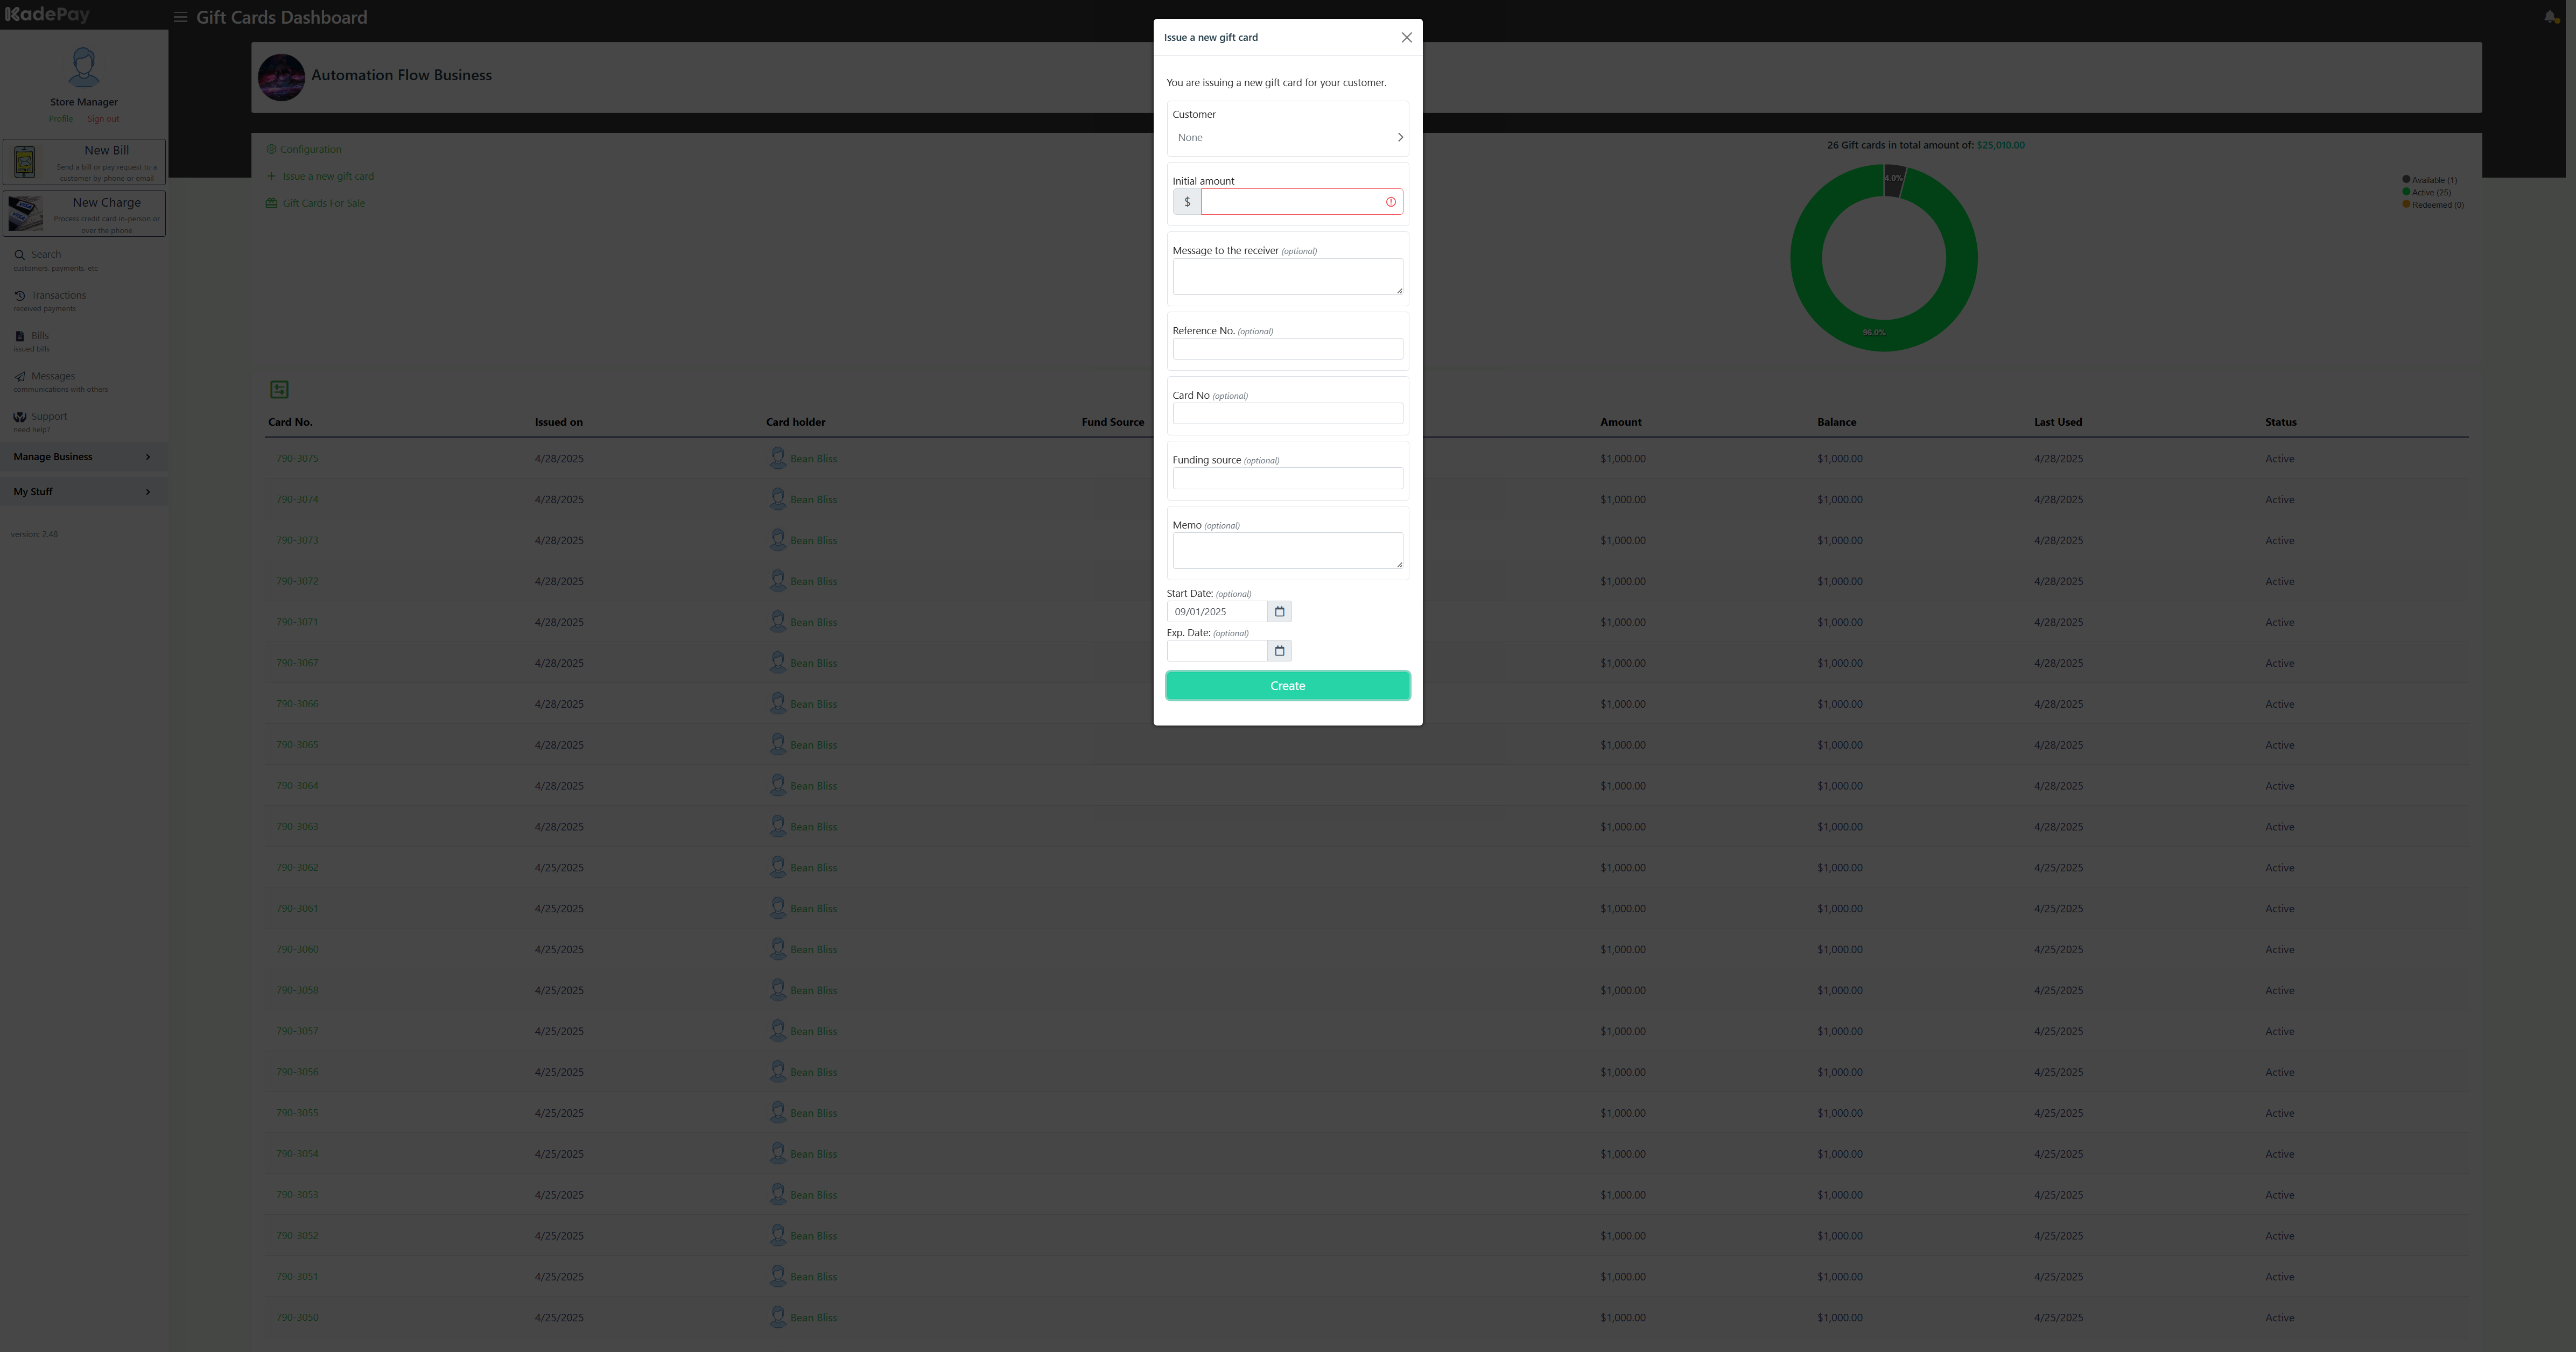 KadePay
Gift Cards Dashboard
Store Manager
Profile Sign out
New Bill
Send a bill or pay request to a
customer by phone or email
New Charge
Process credit card in-person or
over the phone
Search
customers, payments, etc
Transactions
received payments
Bills
issued bills
Messages
communications with others
Support
need help?
Manage Business
My Stuff
version: 2.48
Automation Flow Business
Configuration
Issue a new gift card
Gift Cards For Sale
26 Gift cards in total amount of: $25,010.00
4.0%
96.0%
Available (1)
Active (25)
Redeemed (0)
Issue a new gift card
You are issuing a new gift card for your customer.
Customer
None
Initial amount
$
Message to the receiver (optional)
Reference No. (optional)
Card No (optional)
Funding source (optional)
Memo (optional)
Start Date: (optional)
09/01/2025
Exp. Date: (optional)
Create
Card No. Issued on Card holder Fund Source Amount Balance Last Used Status
790-3075 4/28/2025 Bean Bliss $1,000.00 $1,000.00 4/28/2025 Active
790-3074 4/28/2025 Bean Bliss $1,000.00 $1,000.00 4/28/2025 Active
790-3073 4/28/2025 Bean Bliss $1,000.00 $1,000.00 4/28/2025 Active
790-3072 4/28/2025 Bean Bliss $1,000.00 $1,000.00 4/28/2025 Active
790-3071 4/28/2025 Bean Bliss $1,000.00 $1,000.00 4/28/2025 Active
790-3067 4/28/2025 Bean Bliss $1,000.00 $1,000.00 4/28/2025 Active
790-3066 4/28/2025 Bean Bliss $1,000.00 $1,000.00 4/28/2025 Active
790-3065 4/28/2025 Bean Bliss $1,000.00 $1,000.00 4/28/2025 Active
790-3064 4/28/2025 Bean Bliss $1,000.00 $1,000.00 4/28/2025 Active
790-3063 4/28/2025 Bean Bliss $1,000.00 $1,000.00 4/28/2025 Active
790-3062 4/25/2025 Bean Bliss $1,000.00 $1,000.00 4/25/2025 Active
790-3061 4/25/2025 Bean Bliss $1,000.00 $1,000.00 4/25/2025 Active
790-3060 4/25/2025 Bean Bliss $1,000.00 $1,000.00 4/25/2025 Active
790-3058 4/25/2025 Bean Bliss $1,000.00 $1,000.00 4/25/2025 Active
790-3057 4/25/2025 Bean Bliss $1,000.00 $1,000.00 4/25/2025 Active
790-3056 4/25/2025 Bean Bliss $1,000.00 $1,000.00 4/25/2025 Active
790-3055 4/25/2025 Bean Bliss $1,000.00 $1,000.00 4/25/2025 Active
790-3054 4/25/2025 Bean Bliss $1,000.00 $1,000.00 4/25/2025 Active
790-3053 4/25/2025 Bean Bliss $1,000.00 $1,000.00 4/25/2025 Active
790-3052 4/25/2025 Bean Bliss $1,000.00 $1,000.00 4/25/2025 Active
790-3051 4/25/2025 Bean Bliss $1,000.00 $1,000.00 4/25/2025 Active
790-3050 4/25/2025 Bean Bliss $1,000.00 $1,000.00 4/25/2025 Active